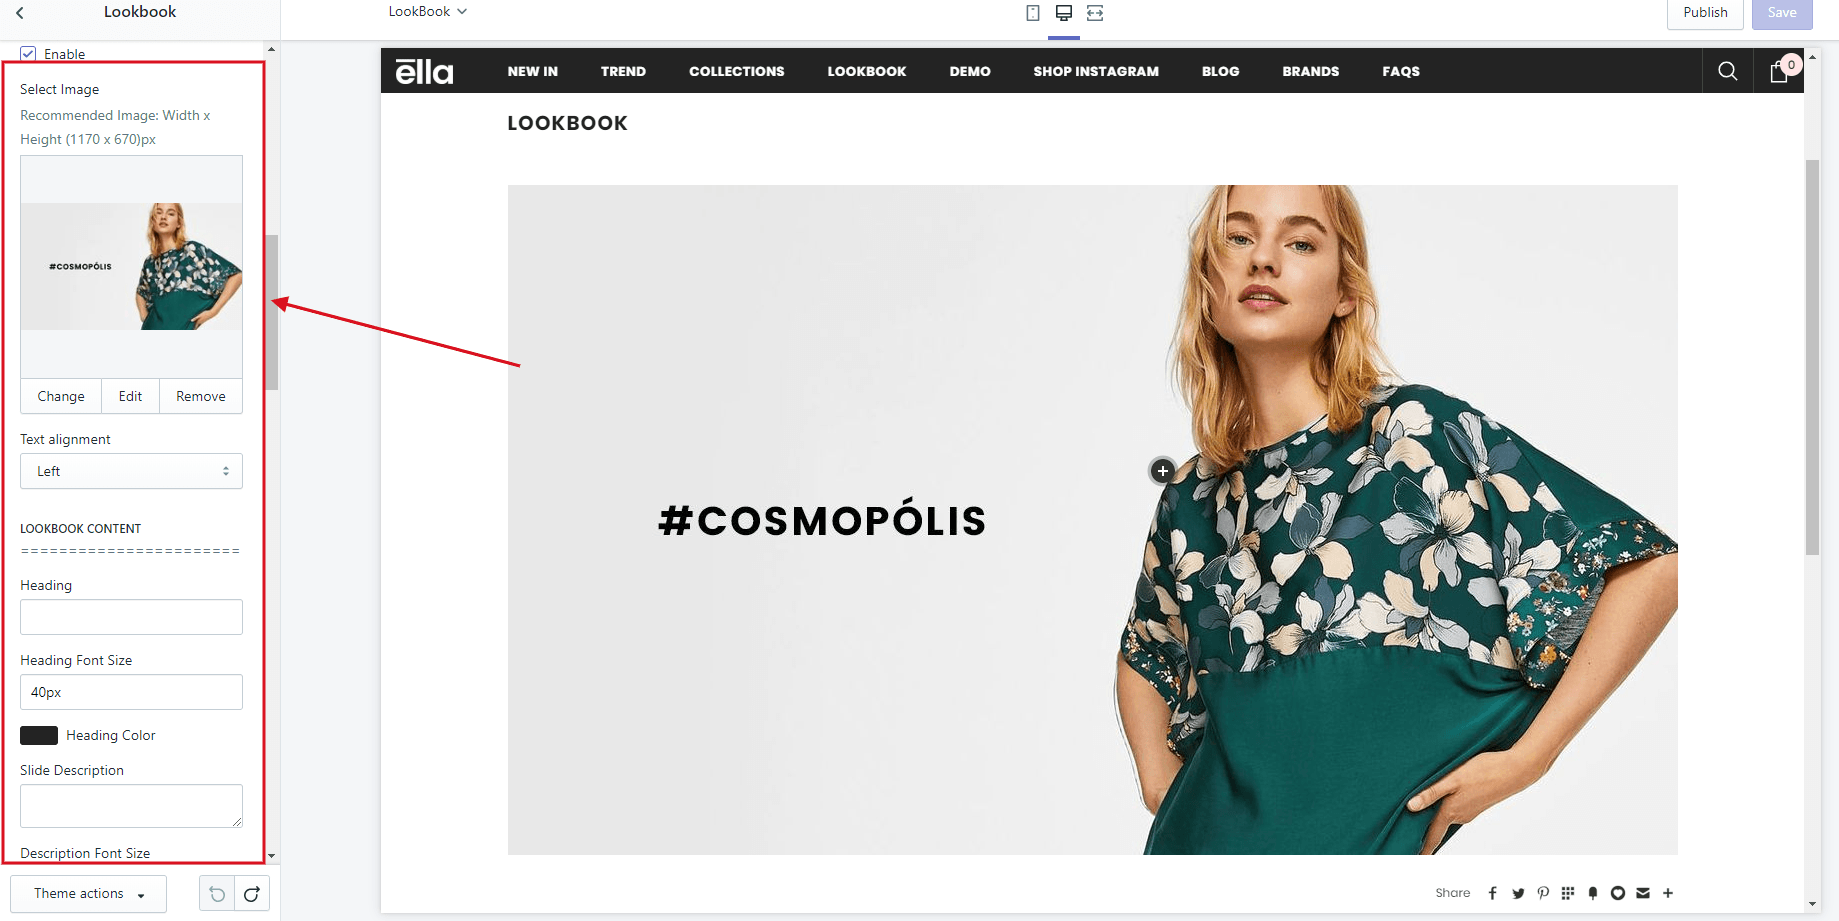 Lookbook
LookBook
Publish
Save
Enable
Select Image
Recommended Image: Width x
Height (1170 x 670)px
#COSMOPÓLIS
Change
Edit
Remove
Text alignment
Left
LOOKBOOK CONTENT
=======================
Heading
Heading Font Size
40px
Heading Color
Slide Description
Description Font Size
Theme actions
ella
NEW IN
TREND
COLLECTIONS
LOOKBOOK
DEMO
SHOP INSTAGRAM
BLOG
BRANDS
FAQS
0
LOOKBOOK
#COSMOPÓLIS
Share